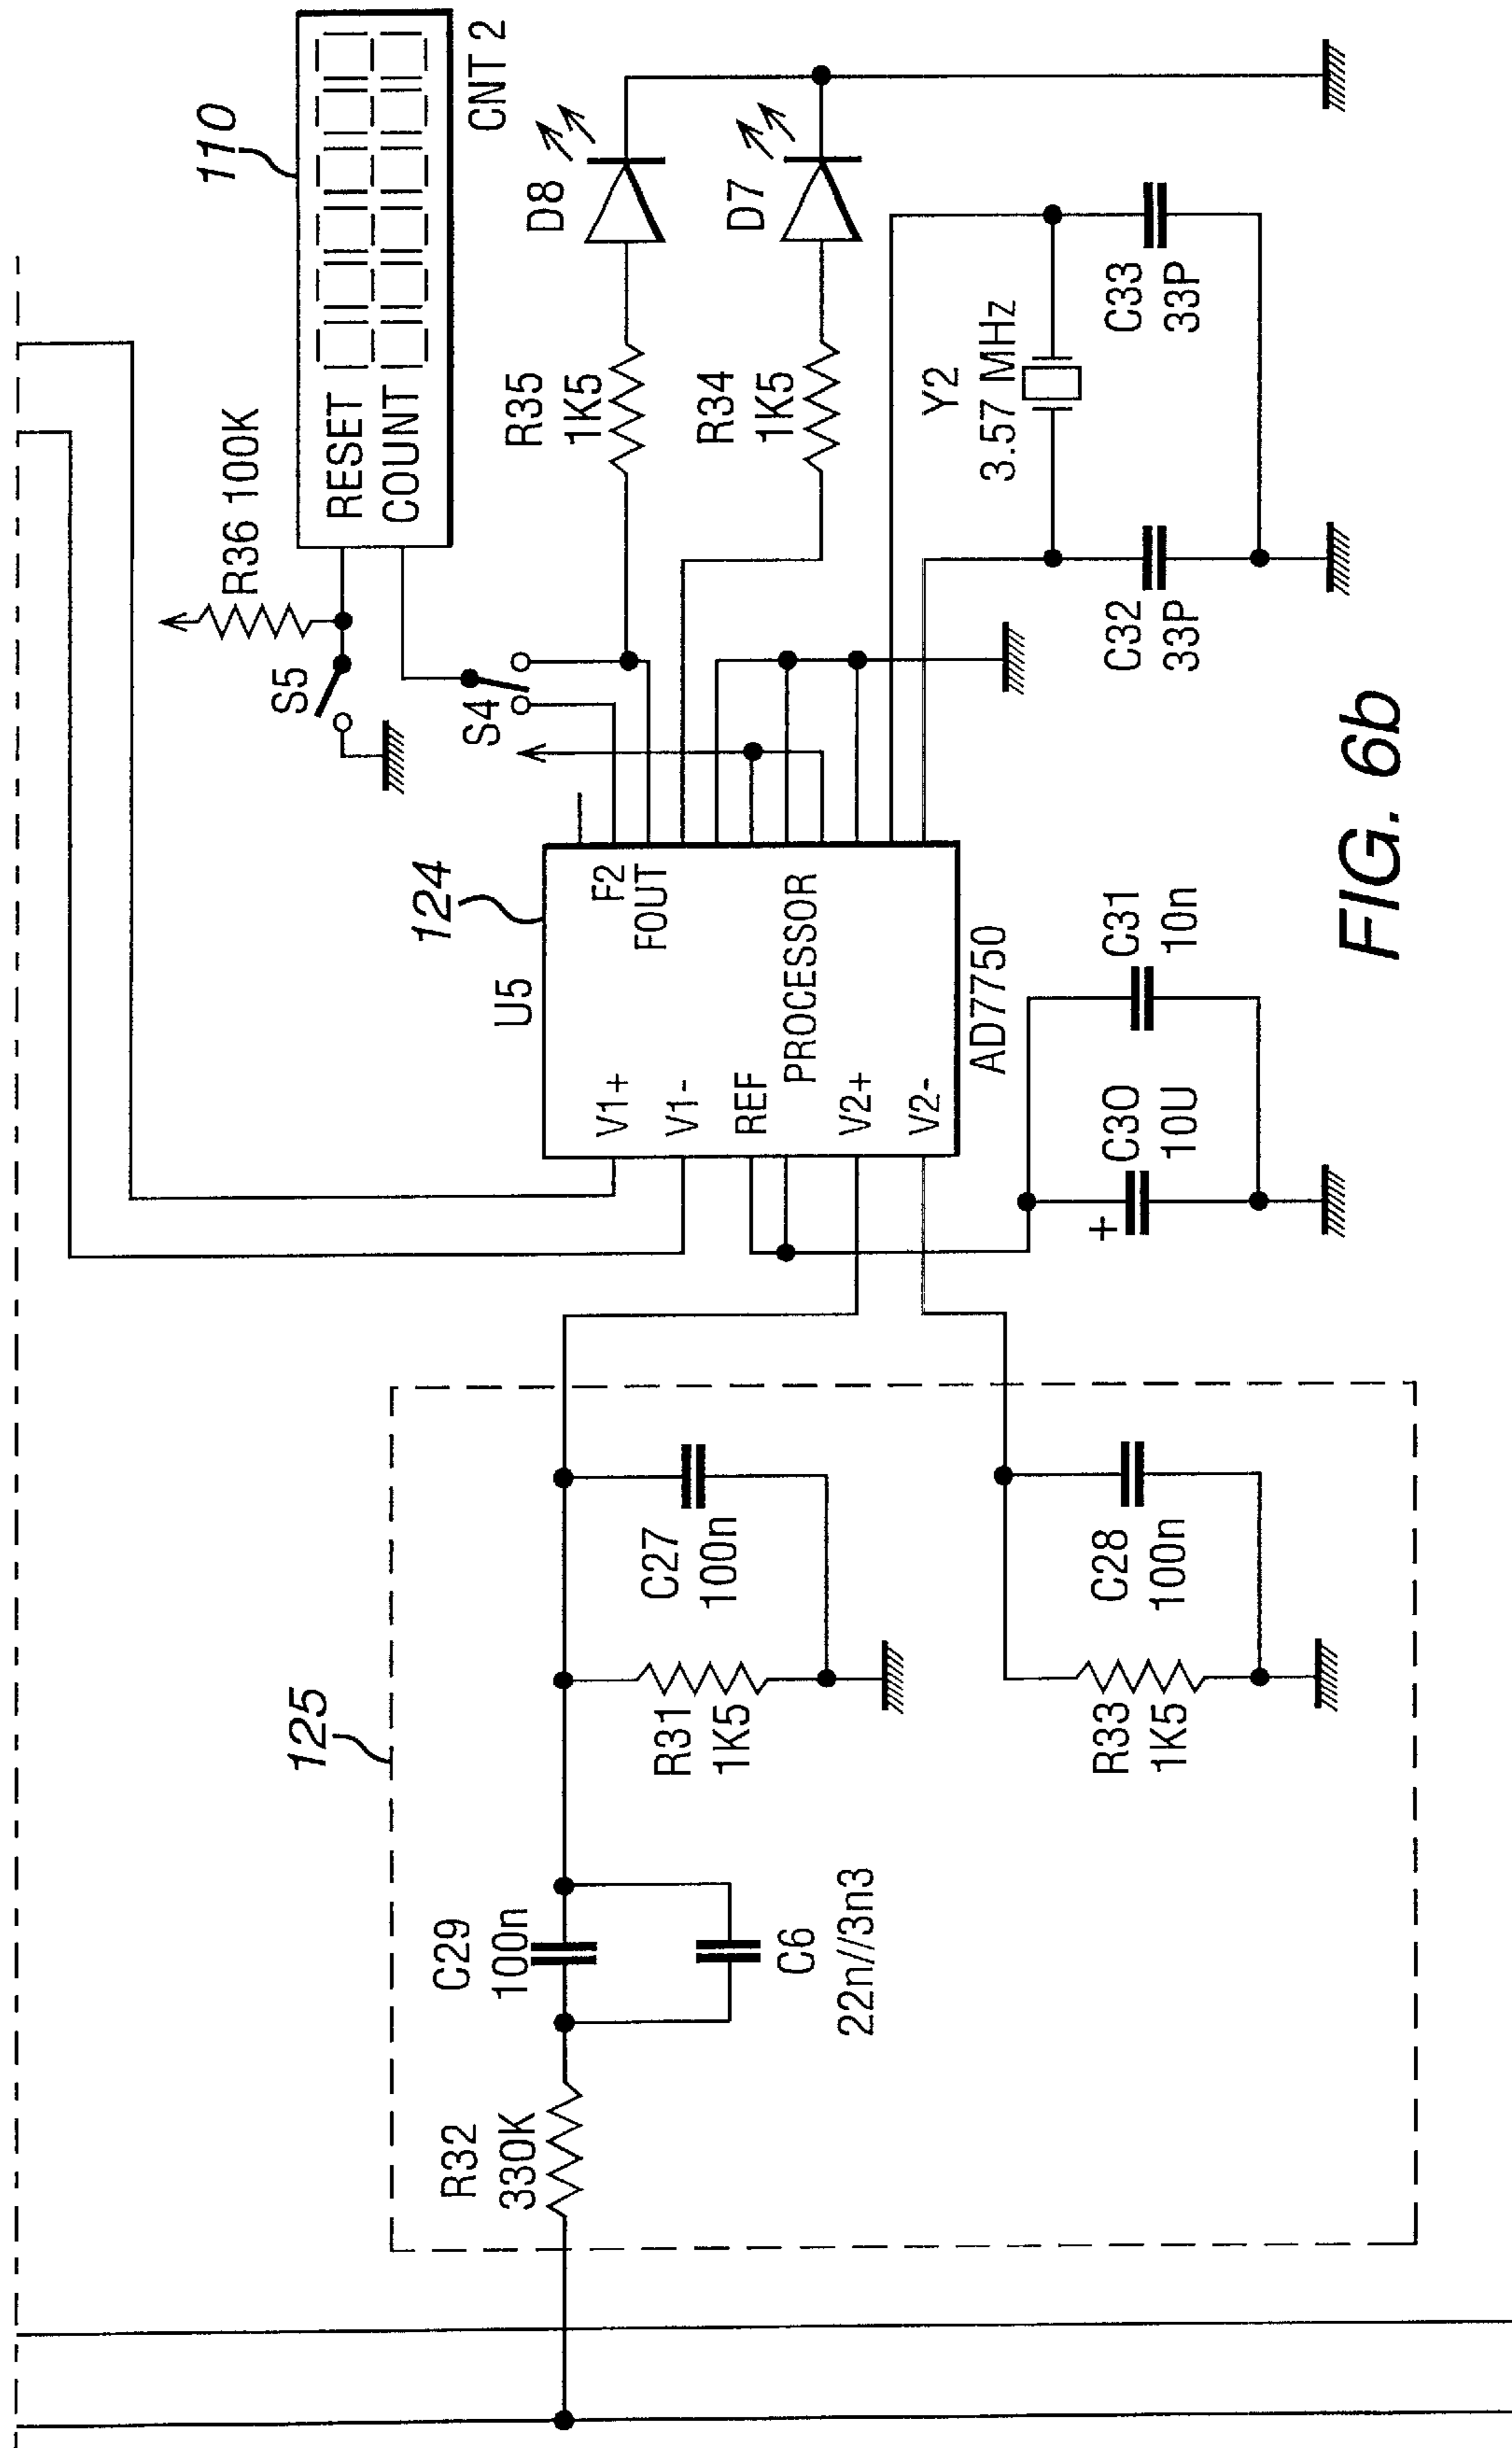 110
CNT 2
R36 100K
RESET
COUNT
S5
S4
D8
R35
1K5
D7
R34
1K5
Y2
3.57 MHz
C33
33P
C32
33P
124
U5
F2
FOUT
V1+
V1-
REF
PROCESSOR
V2+
V2-
AD7750
C30
10U
+
C31
10n
125
C29
100n
R32
330K
C6
22n//3n3
R31
1K5
C27
100n
R33
1K5
C28
100n
FIG. 6b